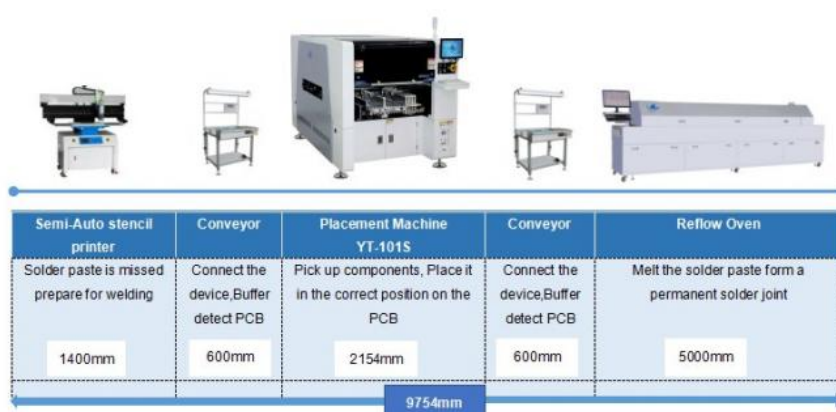 Semi-Auto stencil
printer
Conveyor
Placement Machine
YT-101S
Conveyor
Reflow Oven
Solder paste is missed
prepare for welding
Connect the
device,Buffer
detect PCB
Pick up components, Place it
in the correct position on the
PCB
Connect the
device,Buffer
detect PCB
Melt the solder paste form a
permanent solder joint
1400mm
600mm
2154mm
600mm
5000mm
9754mm